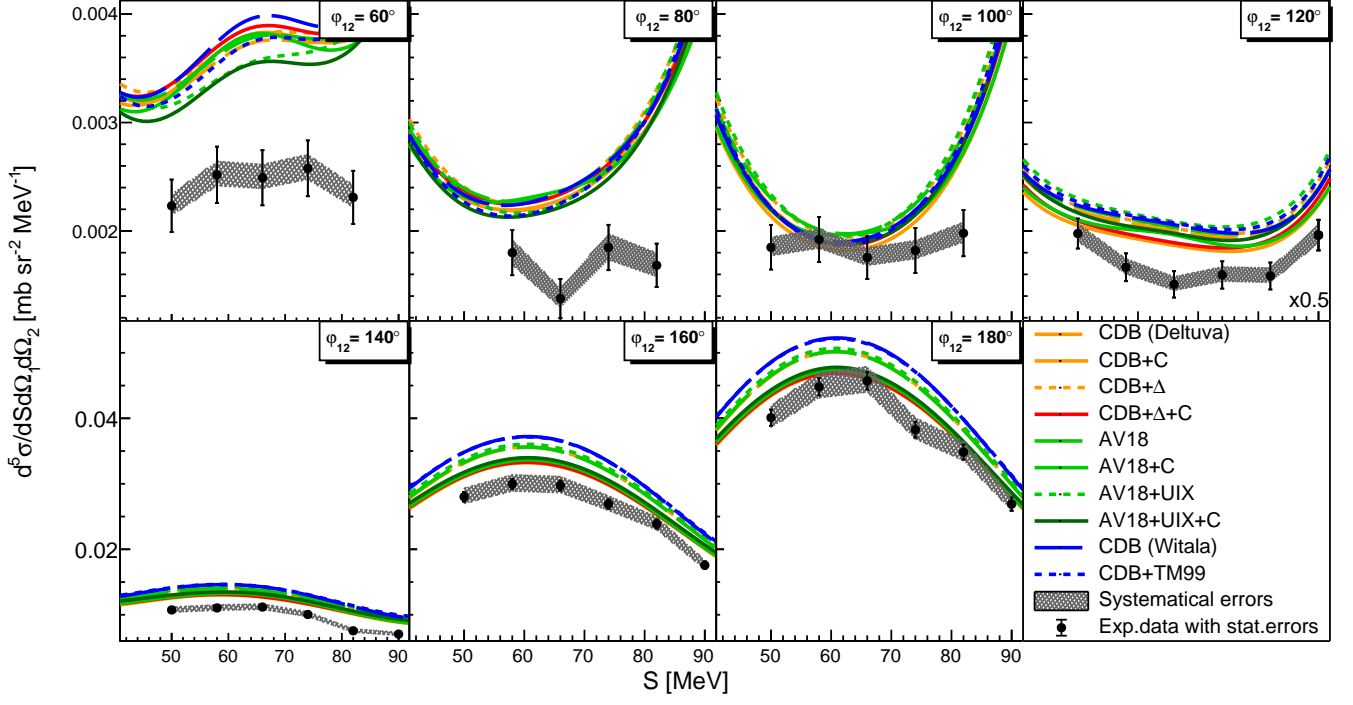 φ12= 60°
φ12= 80°
φ12= 100°
φ12= 120°
0.004
0.003
0.002
x0.5
φ12= 140°
φ12= 160°
φ12= 180°
0.04
0.02
d⁵σ/dSdΩ₁dΩ₂ [mb sr⁻² MeV⁻¹]
CDB (Deltuva)
CDB+C
CDB+Δ
CDB+Δ+C
AV18
AV18+C
AV18+UIX
AV18+UIX+C
CDB (Witala)
CDB+TM99
Systematical errors
Exp.data with stat.errors
50 60 70 80 90
50 60 70 80 90
50 60 70 80 90
S [MeV]